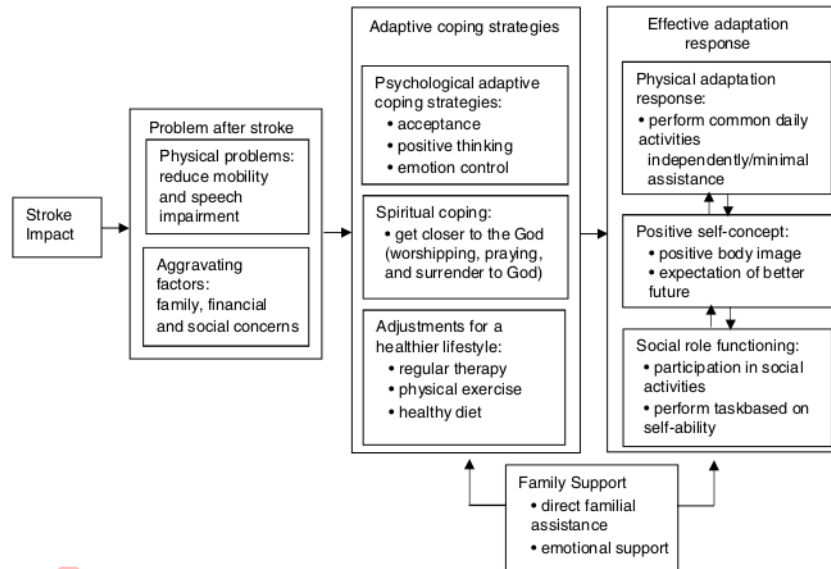 Stroke
Impact
Problem after stroke
Physical problems:
reduce mobility
and speech
impairment
Aggravating
factors:
family, financial
and social concerns
Adaptive coping strategies
Psychological adaptive
coping strategies:
• acceptance
• positive thinking
• emotion control
Spiritual coping:
• get closer to the God
(worshipping, praying,
and surrender to God)
Adjustments for a
healthier lifestyle:
• regular therapy
• physical exercise
• healthy diet
Effective adaptation
response
Physical adaptation
response:
• perform common daily
activities
independently/minimal
assistance
Positive self-concept:
• positive body image
• expectation of better
future
Social role functioning:
• participation in social
activities
• perform taskbased on
self-ability
Family Support
• direct familial
assistance
• emotional support